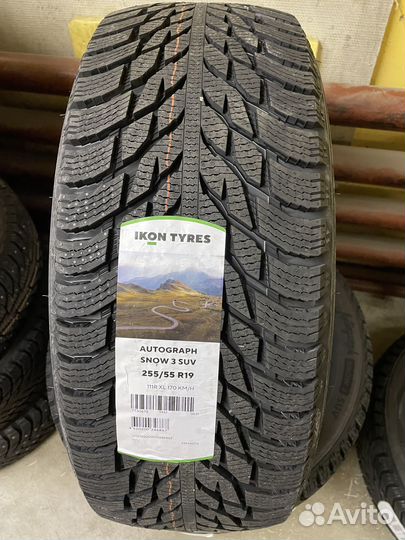 IKON TYRES
AUTOGRAPH
SNOW 3 SUV
255/55 R19
111R XL 170 KM/H
Avito